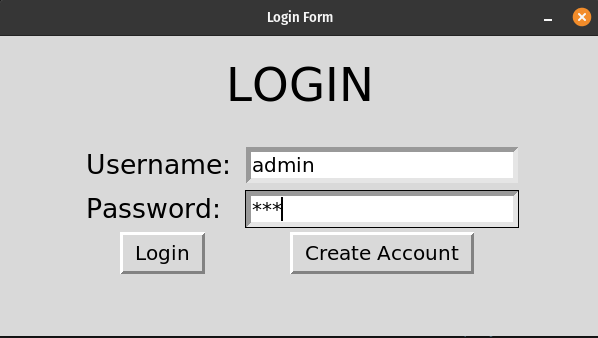 Login Form
LOGIN
Username: admin
Password: ***
Login Create Account